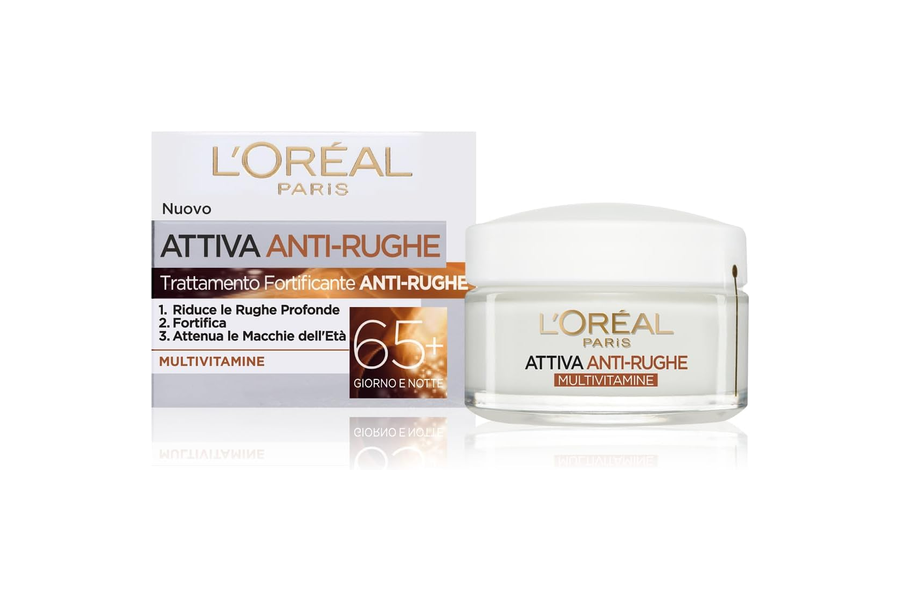 L'ORÉAL
PARIS
Nuovo
ATTIVA ANTI-RUGHE
Trattamento Fortificante ANTI-RUGHE
1. Riduce le Rughe Profonde
2. Fortifica
3. Attenua le Macchie dell'Età
MULTIVITAMINE
65+
GIORNO E NOTTE
L'ORÉAL
PARIS
ATTIVA ANTI-RUGHE
MULTIVITAMINE